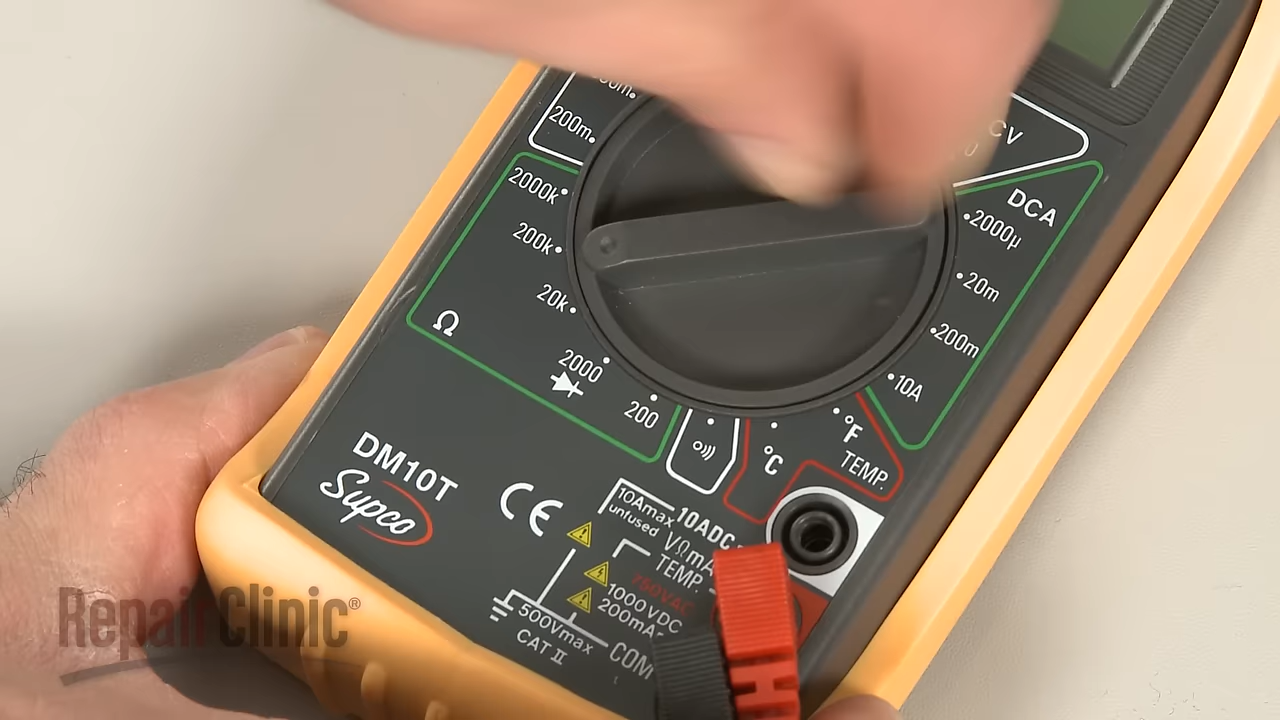 200m
2000k
200k
20k
Ω
2000
200
CV
DCA
2000µ
20m
200m
10A
°F
°C
TEMP.
DM10T
Supco
CE
10Amax
unfused
10ADC
VΩmA
TEMP.
750VAC
1000VDC
200mA
500Vmax
CAT II
COM
RepairClinic®